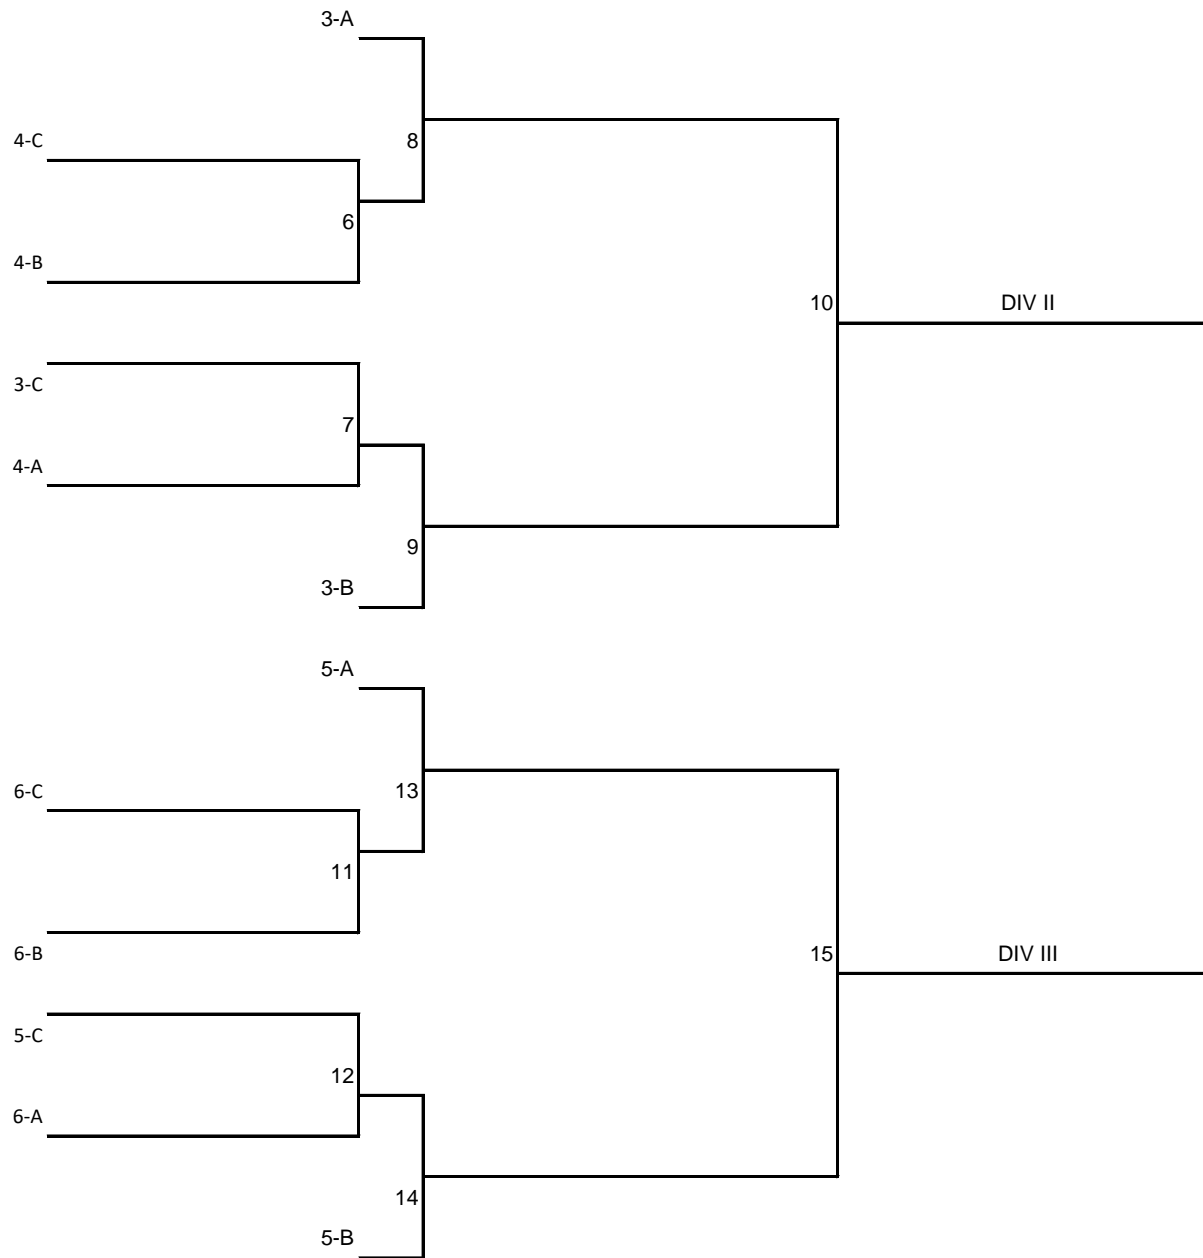 3-A
4-C
8
6
4-B
10
DIV II
3-C
7
4-A
9
3-B
5-A
6-C
13
11
6-B
15
DIV III
5-C
12
6-A
14
5-B